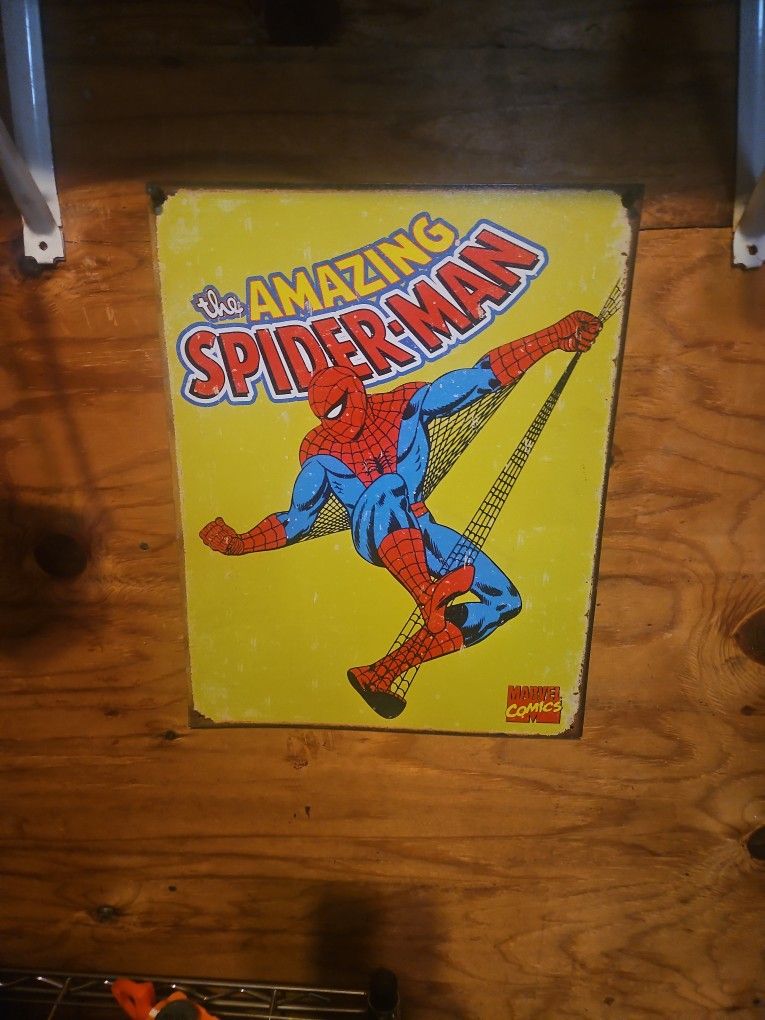 the AMAZING
SPIDER-MAN
MARVEL
COMICS